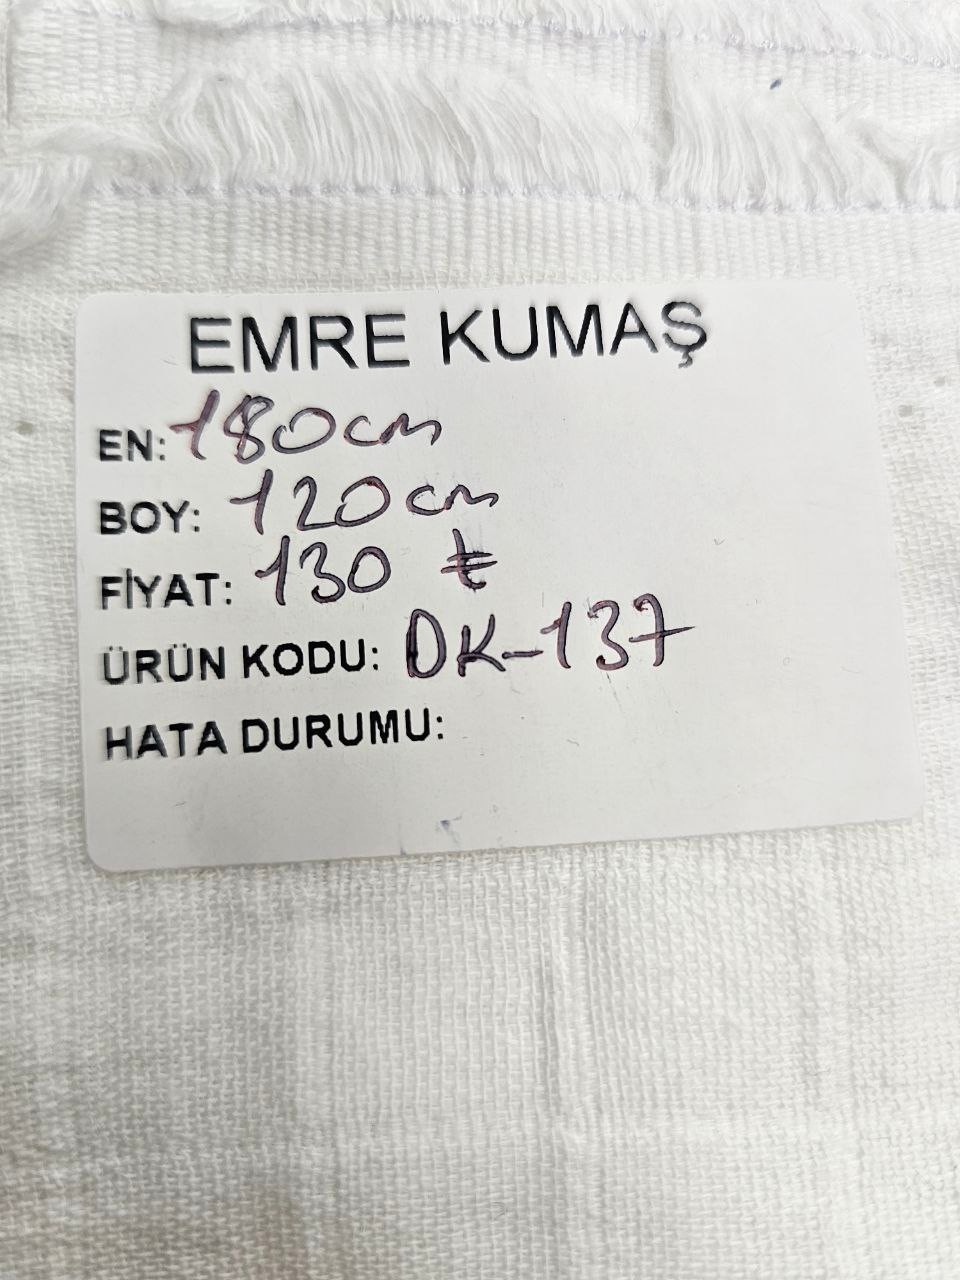 EMRE KUMAŞ
EN: 180cm
BOY: 120cm
FİYAT: 130 ₺
ÜRÜN KODU: DK-137
HATA DURUMU: